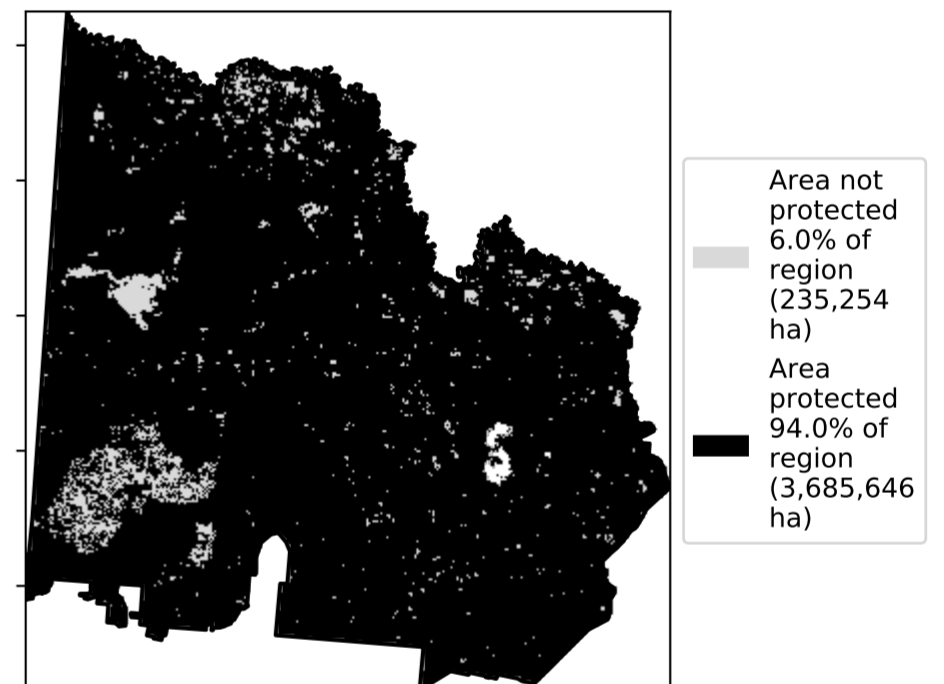 Area not
protected
6.0% of
region
(235,254
ha)
Area
protected
94.0% of
region
(3,685,646
ha)